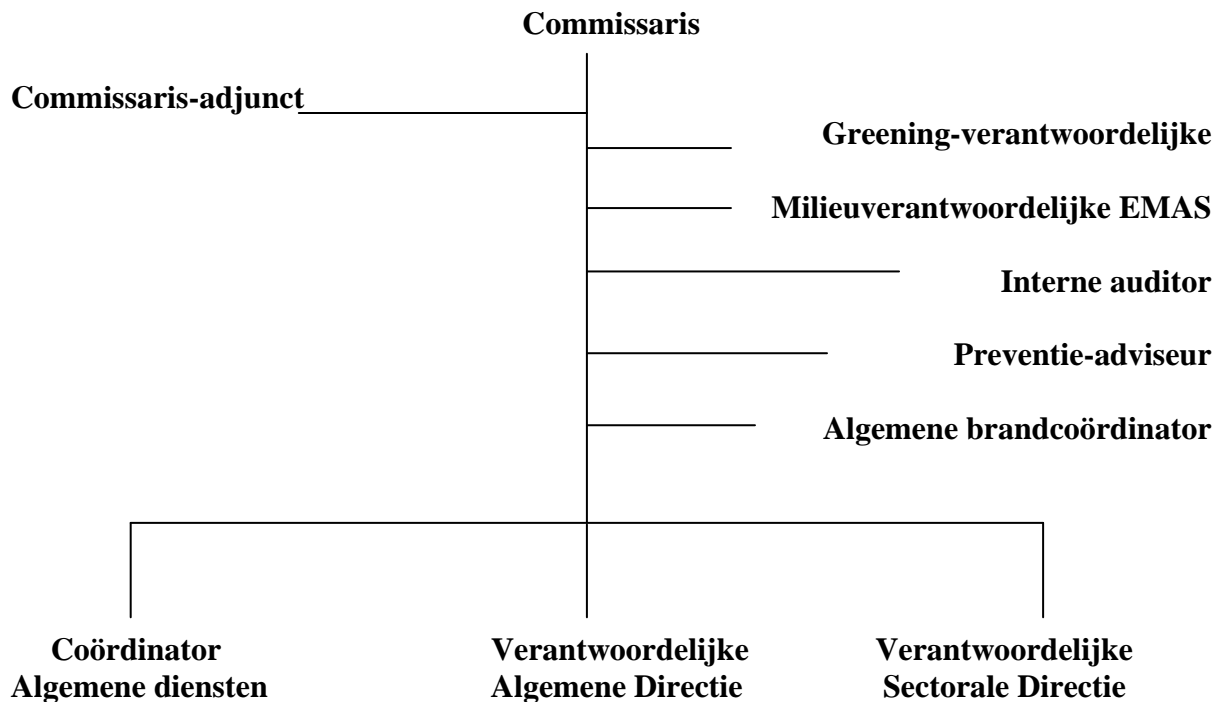 Commissaris
Commissaris-adjunct
Greening-verantwoordelijke
Milieuverantwoordelijke EMAS
Interne auditor
Preventie-adviseur
Algemene brandcoördinator
Coördinator
Algemene diensten
Verantwoordelijke
Algemene Directie
Verantwoordelijke
Sectorale Directie